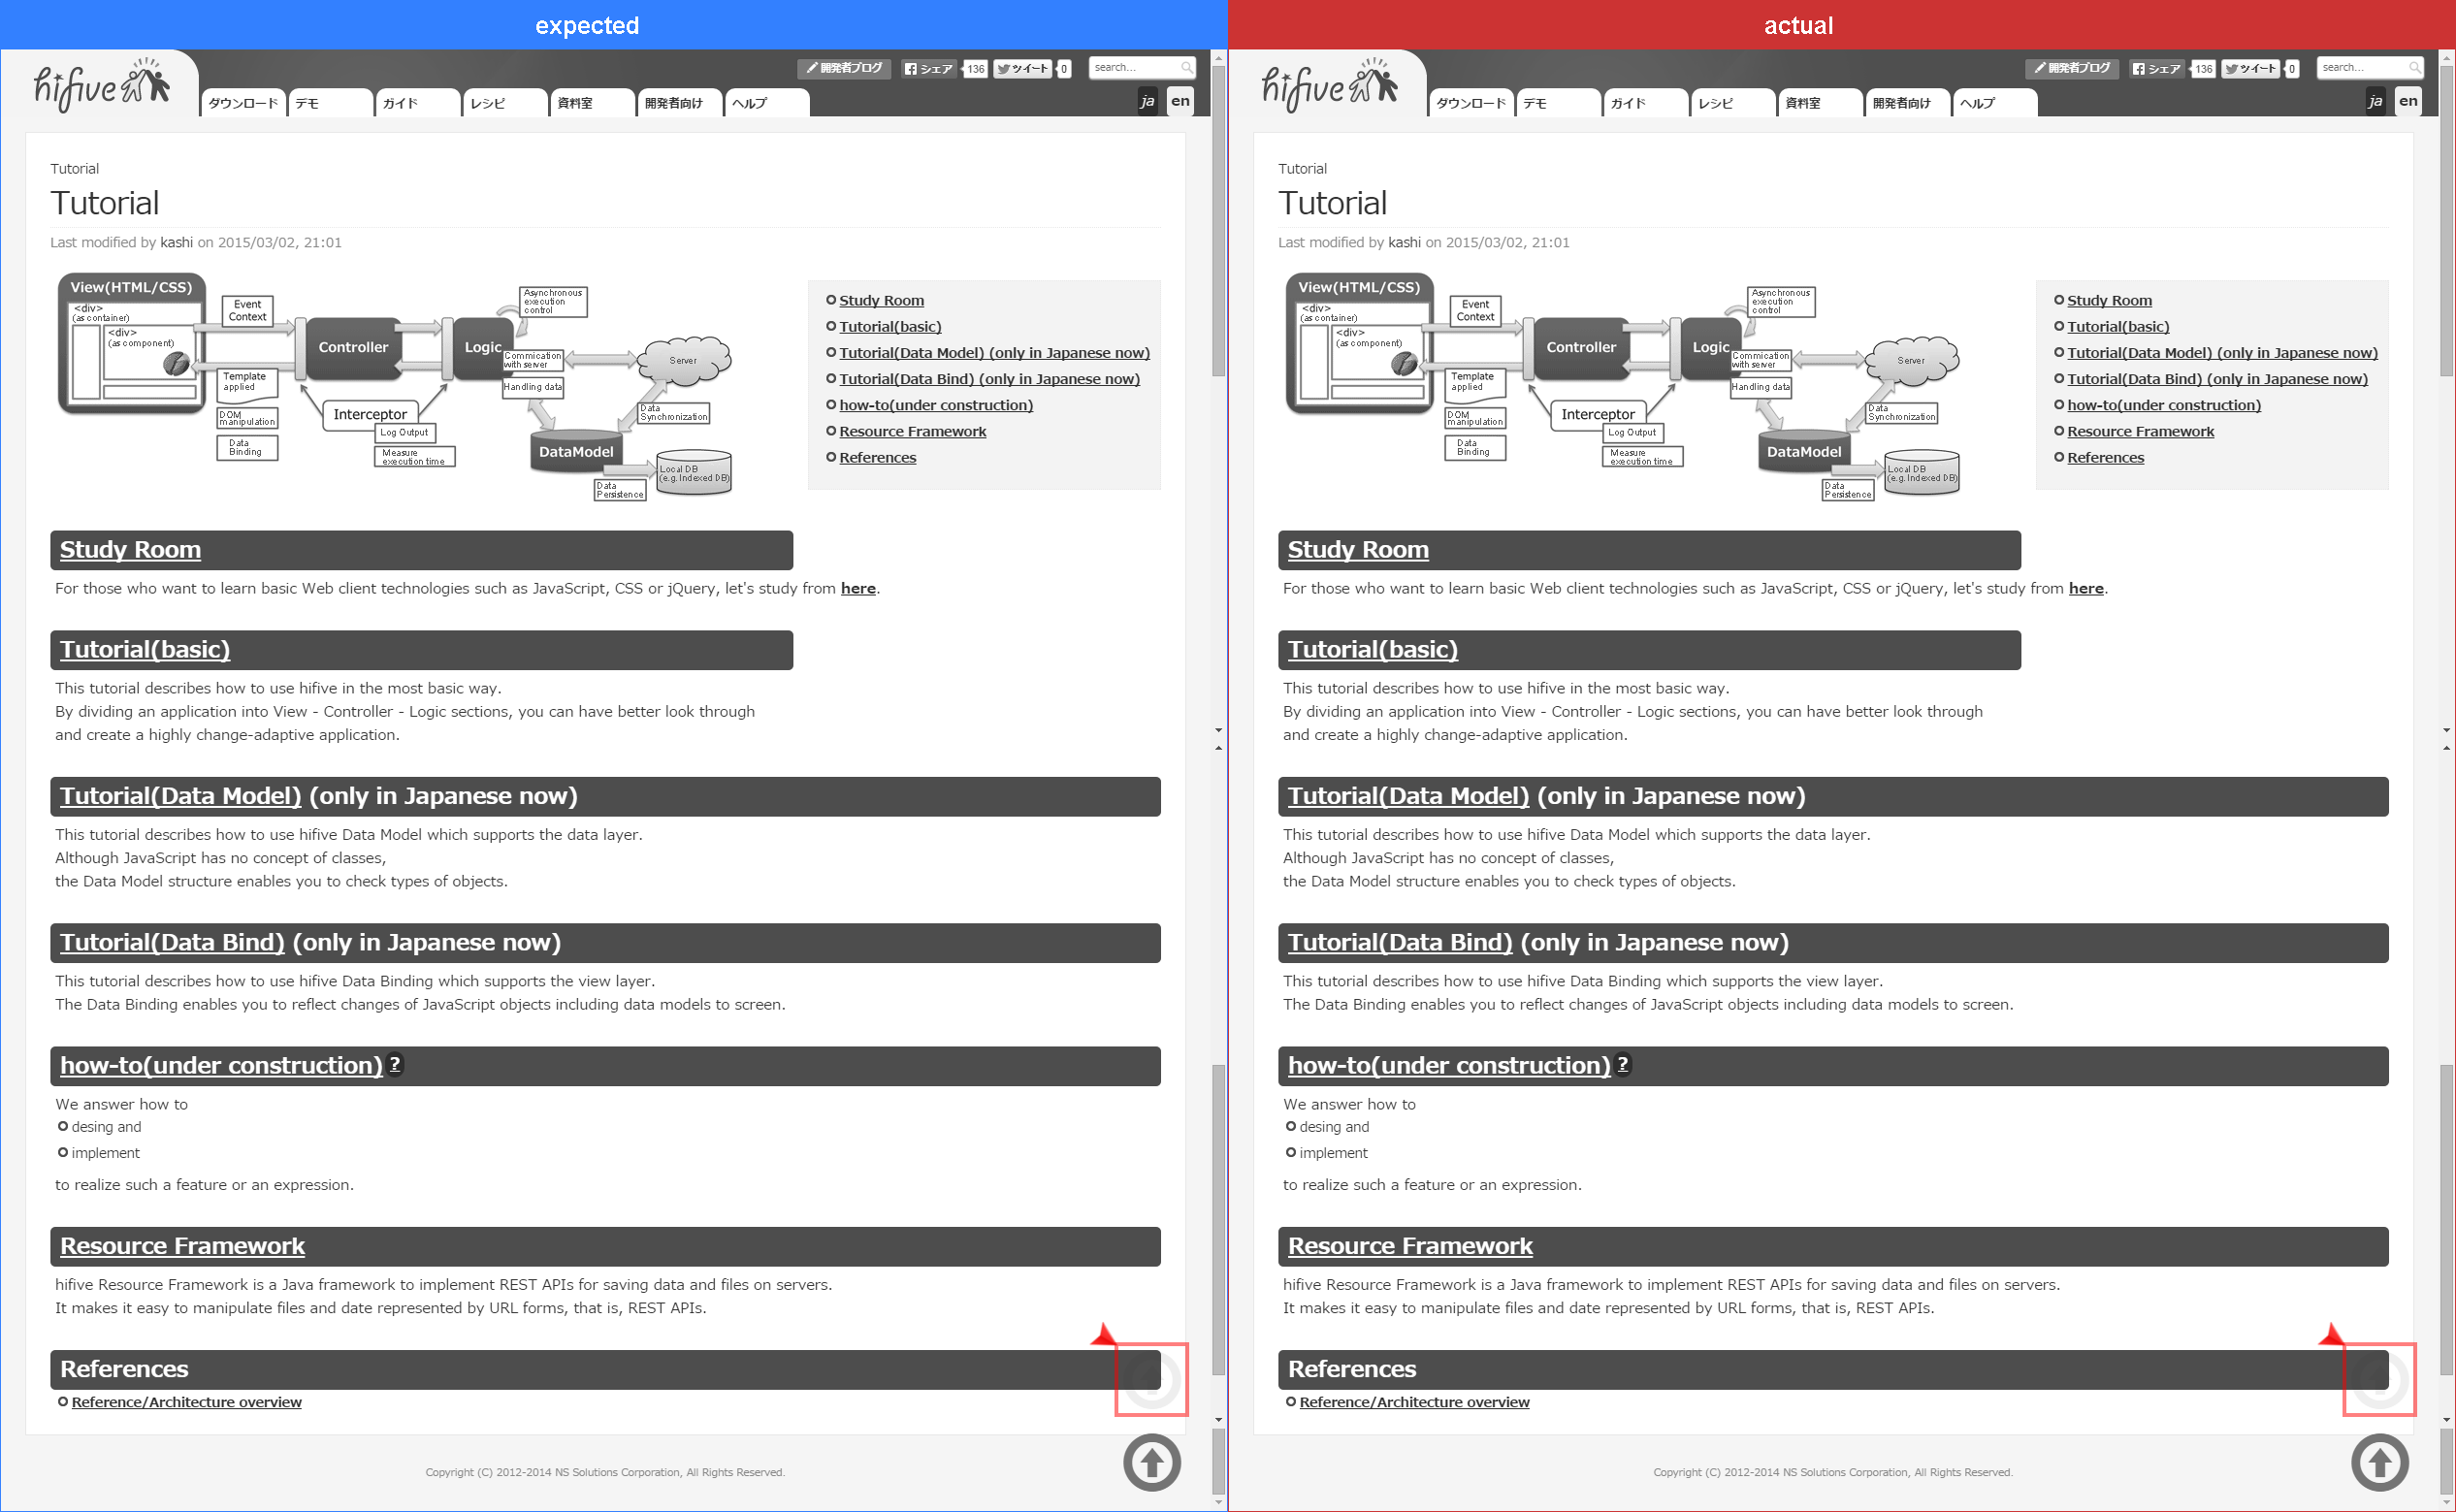 expected
hifive
開発者ブログ
シェア
136
ツイート
0
search...
ダウンロード
デモ
ガイド
レシピ
資料室
開発者向け
ヘルプ
ja
en
Tutorial
Tutorial
Last modified by kashi on 2015/03/02, 21:01
View(HTML/CSS)
<div>
(as container)
<div>
(as component)
Event
Context
Template
applied
DOM
manipulation
Data
Binding
Controller
Interceptor
Log Output
Measure
execution time
Logic
Asynchronous
execution
control
Commication
with server
Handling data
Server
Data
Synchronization
DataModel
Data
Persistence
Local DB
(e.g. Indexed DB)
Study Room
Tutorial(basic)
Tutorial(Data Model) (only in Japanese now)
Tutorial(Data Bind) (only in Japanese now)
how-to(under construction)
Resource Framework
References
Study Room
For those who want to learn basic Web client technologies such as JavaScript, CSS or jQuery, let's study from here.
Tutorial(basic)
This tutorial describes how to use hifive in the most basic way.
By dividing an application into View - Controller - Logic sections, you can have better look through
and create a highly change-adaptive application.
Tutorial(Data Model) (only in Japanese now)
This tutorial describes how to use hifive Data Model which supports the data layer.
Although JavaScript has no concept of classes,
the Data Model structure enables you to check types of objects.
Tutorial(Data Bind) (only in Japanese now)
This tutorial describes how to use hifive Data Binding which supports the view layer.
The Data Binding enables you to reflect changes of JavaScript objects including data models to screen.
how-to(under construction)?
We answer how to
desing and
implement
to realize such a feature or an expression.
Resource Framework
hifive Resource Framework is a Java framework to implement REST APIs for saving data and files on servers.
It makes it easy to manipulate files and date represented by URL forms, that is, REST APIs.
References
Reference/Architecture overview
Copyright (C) 2012-2014 NS Solutions Corporation, All Rights Reserved.
actual
hifive
開発者ブログ
シェア
136
ツイート
0
search...
ダウンロード
デモ
ガイド
レシピ
資料室
開発者向け
ヘルプ
ja
en
Tutorial
Tutorial
Last modified by kashi on 2015/03/02, 21:01
View(HTML/CSS)
<div>
(as container)
<div>
(as component)
Event
Context
Template
applied
DOM
manipulation
Data
Binding
Controller
Interceptor
Log Output
Measure
execution time
Logic
Asynchronous
execution
control
Commication
with server
Handling data
Server
Data
Synchronization
DataModel
Data
Persistence
Local DB
(e.g. Indexed DB)
Study Room
Tutorial(basic)
Tutorial(Data Model) (only in Japanese now)
Tutorial(Data Bind) (only in Japanese now)
how-to(under construction)
Resource Framework
References
Study Room
For those who want to learn basic Web client technologies such as JavaScript, CSS or jQuery, let's study from here.
Tutorial(basic)
This tutorial describes how to use hifive in the most basic way.
By dividing an application into View - Controller - Logic sections, you can have better look through
and create a highly change-adaptive application.
Tutorial(Data Model) (only in Japanese now)
This tutorial describes how to use hifive Data Model which supports the data layer.
Although JavaScript has no concept of classes,
the Data Model structure enables you to check types of objects.
Tutorial(Data Bind) (only in Japanese now)
This tutorial describes how to use hifive Data Binding which supports the view layer.
The Data Binding enables you to reflect changes of JavaScript objects including data models to screen.
how-to(under construction)?
We answer how to
desing and
implement
to realize such a feature or an expression.
Resource Framework
hifive Resource Framework is a Java framework to implement REST APIs for saving data and files on servers.
It makes it easy to manipulate files and date represented by URL forms, that is, REST APIs.
References
Reference/Architecture overview
Copyright (C) 2012-2014 NS Solutions Corporation, All Rights Reserved.